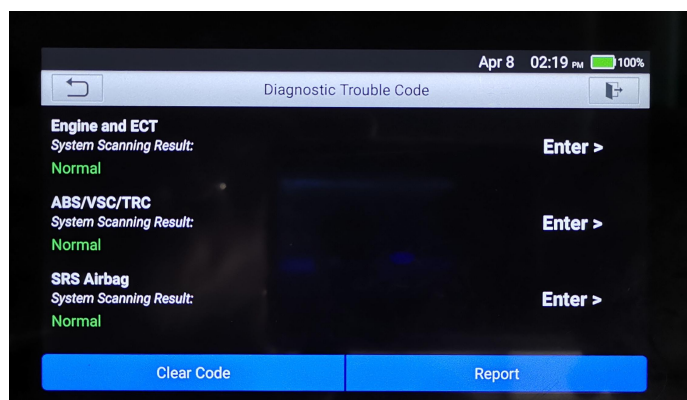 Apr 8 02:19 PM 100%
Diagnostic Trouble Code
Engine and ECT
System Scanning Result:
Enter >
Normal
ABS/VSC/TRC
System Scanning Result:
Enter >
Normal
SRS Airbag
System Scanning Result:
Enter >
Normal
Clear Code Report